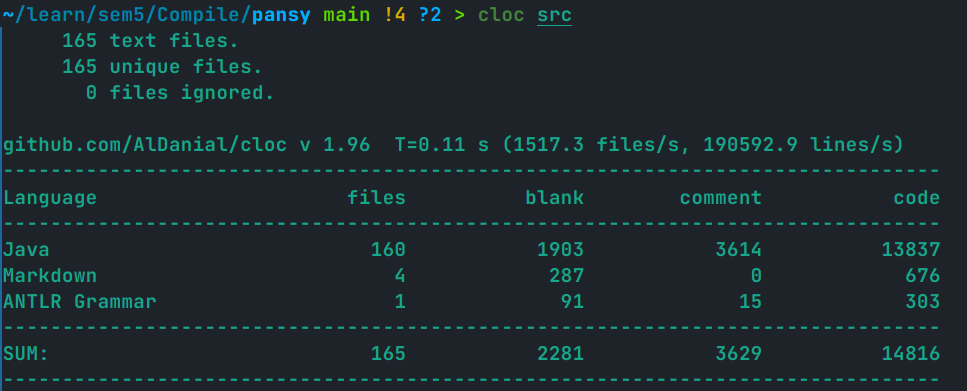 ~/learn/sem5/Compile/pansy main !4 ?2 > cloc src
165 text files.
165 unique files.
0 files ignored.
github.com/AlDanial/cloc v 1.96  T=0.11 s (1517.3 files/s, 190592.9 lines/s)
-------------------------------------------------------------------------------
Language                     files          blank        comment           code
-------------------------------------------------------------------------------
Java                           160           1903           3614          13837
Markdown                         4            287              0            676
ANTLR Grammar                    1             91             15            303
-------------------------------------------------------------------------------
SUM:                           165           2281           3629          14816
-------------------------------------------------------------------------------